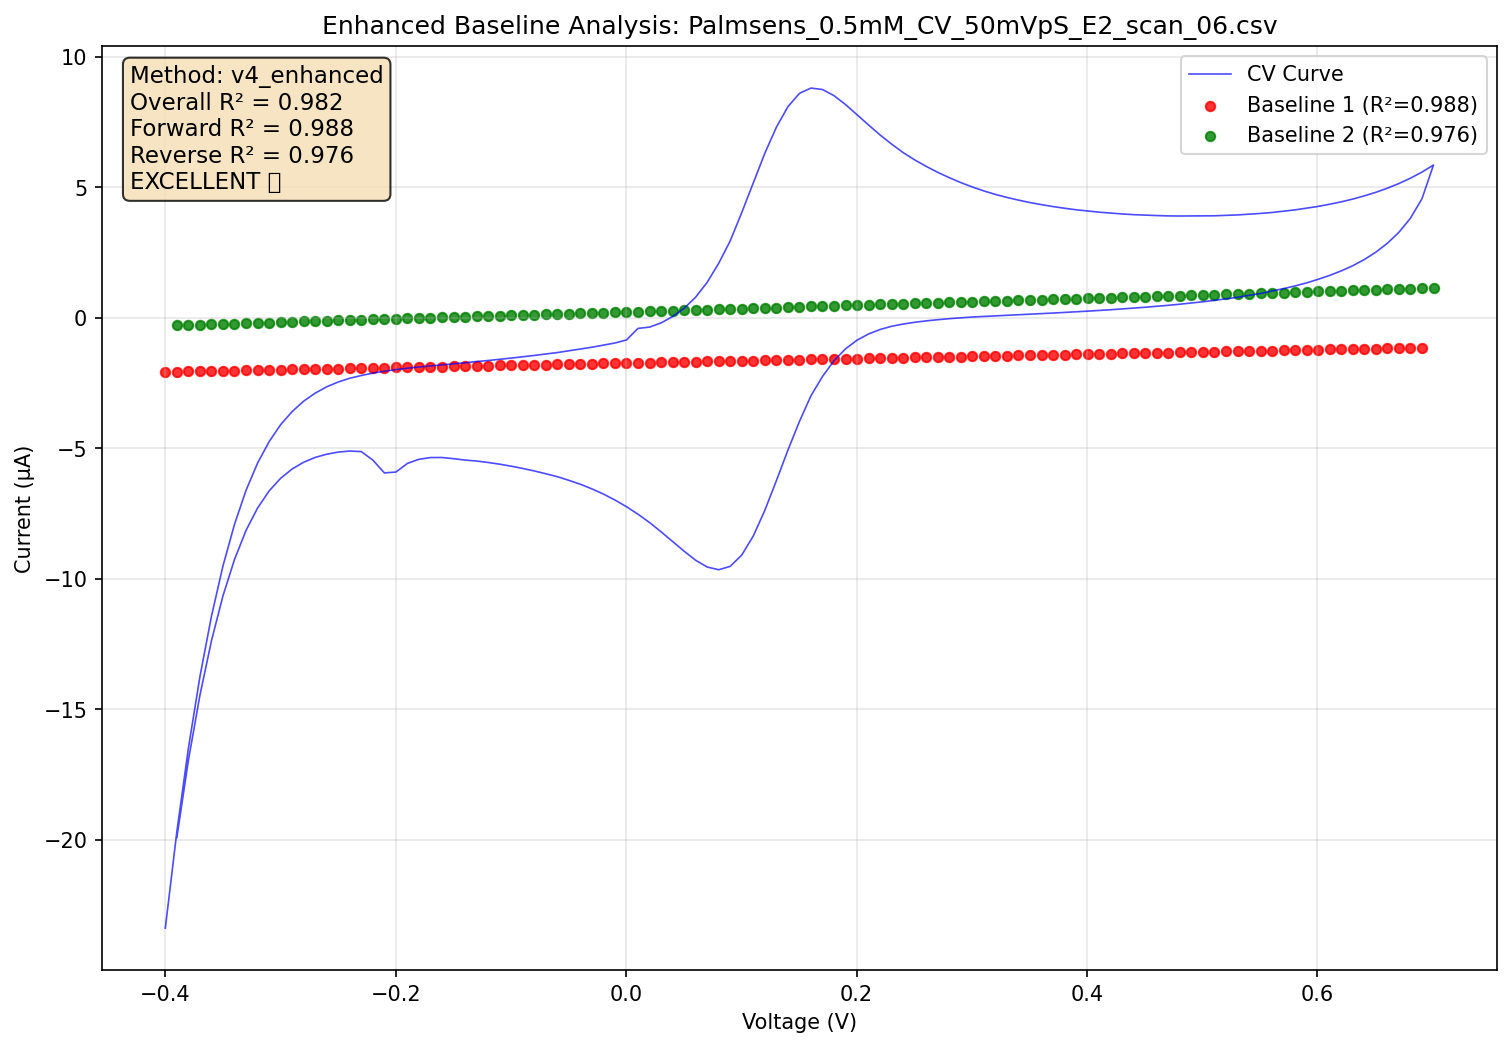 Enhanced Baseline Analysis: Palmsens_0.5mM_CV_50mVpS_E2_scan_06.csv
Method: v4_enhanced
Overall R² = 0.982
Forward R² = 0.988
Reverse R² = 0.976
EXCELLENT
CV Curve
Baseline 1 (R²=0.988)
Baseline 2 (R²=0.976)
10
5
0
−5
−10
−15
−20
Current (µA)
−0.4
−0.2
0.0
0.2
0.4
0.6
Voltage (V)